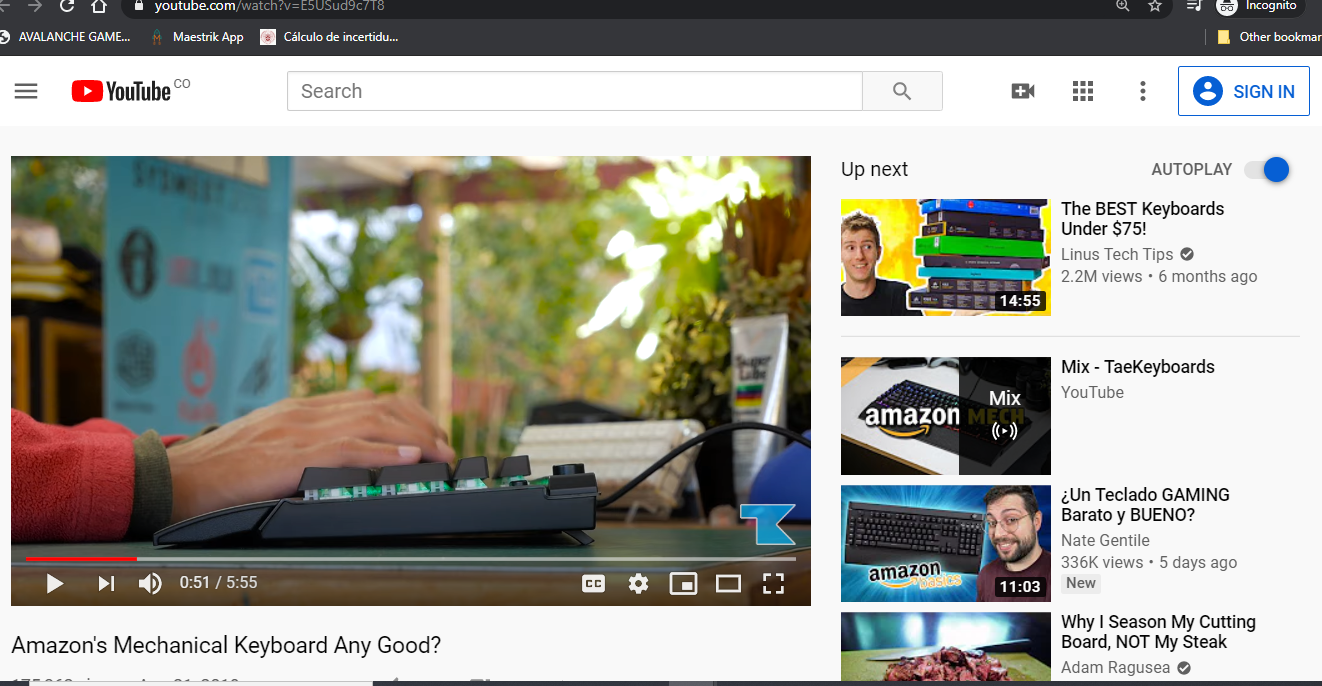 youtube.com/watch?v=E5USud9c7T8
Incognito
AVALANCHE GAME...
Maestrik App
Cálculo de incertidu...
Other bookmar
YouTube CO
Search
SIGN IN
0:51 / 5:55
CC
Amazon's Mechanical Keyboard Any Good?
Up next
AUTOPLAY
14:55
The BEST Keyboards
Under $75!
Linus Tech Tips
2.2M views • 6 months ago
amazon
MECH
Mix
Mix - TaeKeyboards
YouTube
amazon
basics
11:03
¿Un Teclado GAMING
Barato y BUENO?
Nate Gentile
336K views • 5 days ago
New
Why I Season My Cutting
Board, NOT My Steak
Adam Ragusea